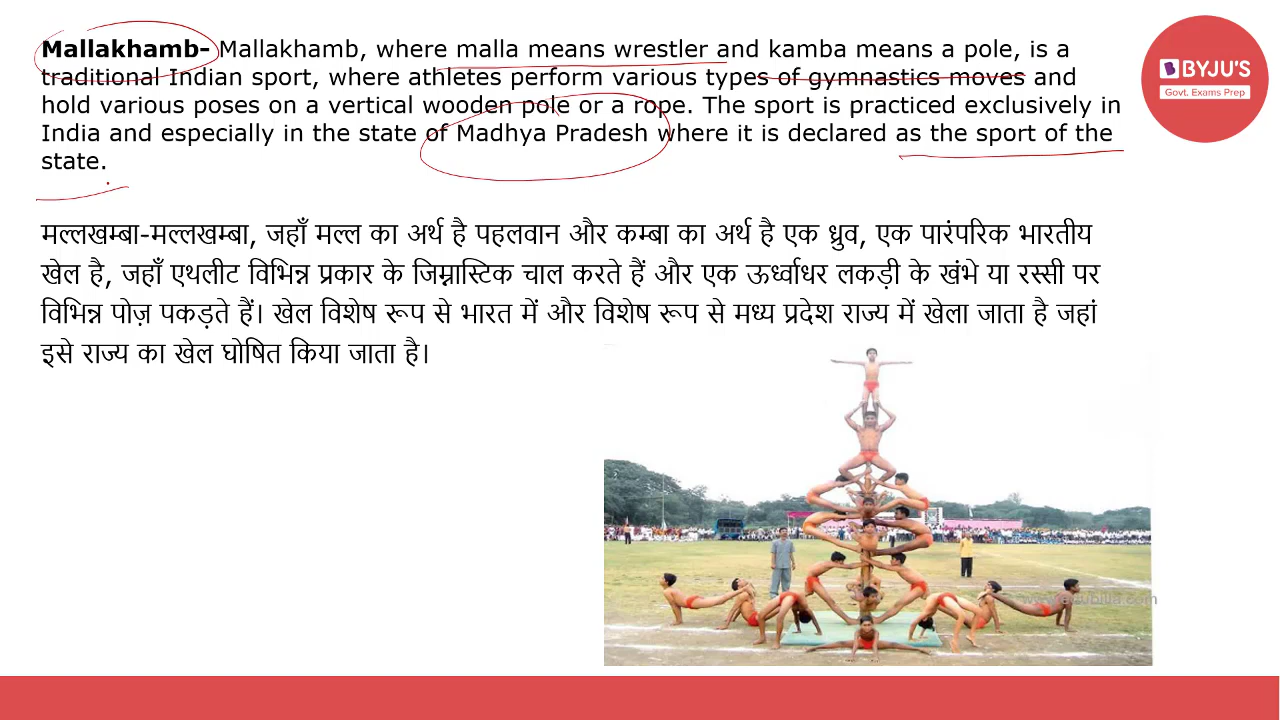 Mallakhamb- Mallakhamb, where malla means wrestler and kamba means a pole, is a
traditional Indian sport, where athletes perform various types of gymnastics moves and
hold various poses on a vertical wooden pole or a rope. The sport is practiced exclusively in
India and especially in the state of Madhya Pradesh where it is declared as the sport of the
state.
BYJU'S
Govt. Exams Prep
मल्लखम्बा-मल्लखम्बा, जहाँ मल्ल का अर्थ है पहलवान और कम्बा का अर्थ है एक ध्रुव, एक पारंपरिक भारतीय
खेल है, जहाँ एथलीट विभिन्न प्रकार के जिम्नास्टिक चाल करते हैं और एक ऊर्ध्वाधर लकड़ी के खंभे या रस्सी पर
विभिन्न पोज़ पकड़ते हैं। खेल विशेष रूप से भारत में और विशेष रूप से मध्य प्रदेश राज्य में खेला जाता है जहां
इसे राज्य का खेल घोषित किया जाता है।